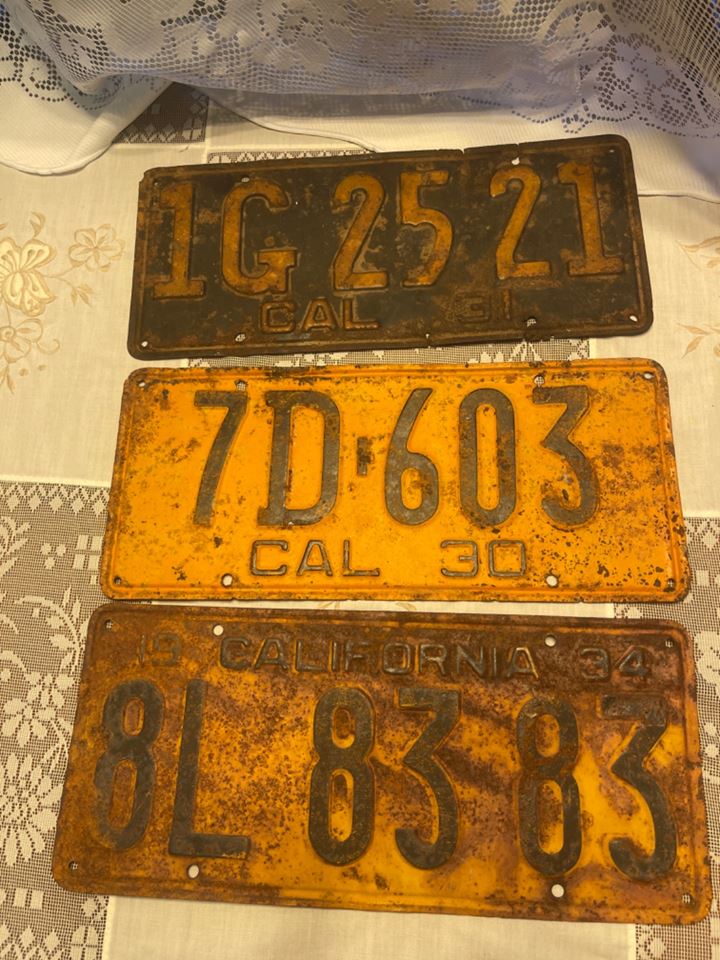 1G 25 21
CAL 31
7D·603
CAL 30
19 CALIFORNIA 34
8L 83 83